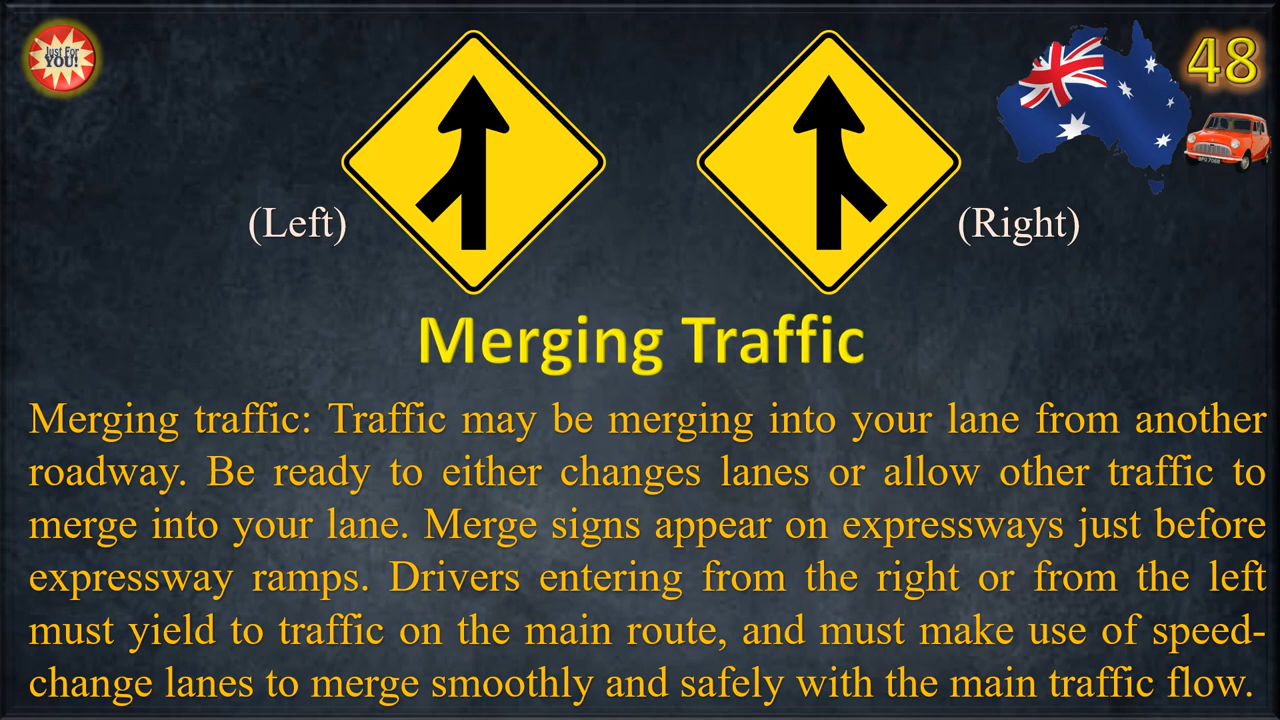 Just For
YOU!
48
(Left)
(Right)
Merging Traffic
Merging traffic: Traffic may be merging into your lane from another
roadway. Be ready to either changes lanes or allow other traffic to
merge into your lane. Merge signs appear on expressways just before
expressway ramps. Drivers entering from the right or from the left
must yield to traffic on the main route, and must make use of speed-
change lanes to merge smoothly and safely with the main traffic flow.